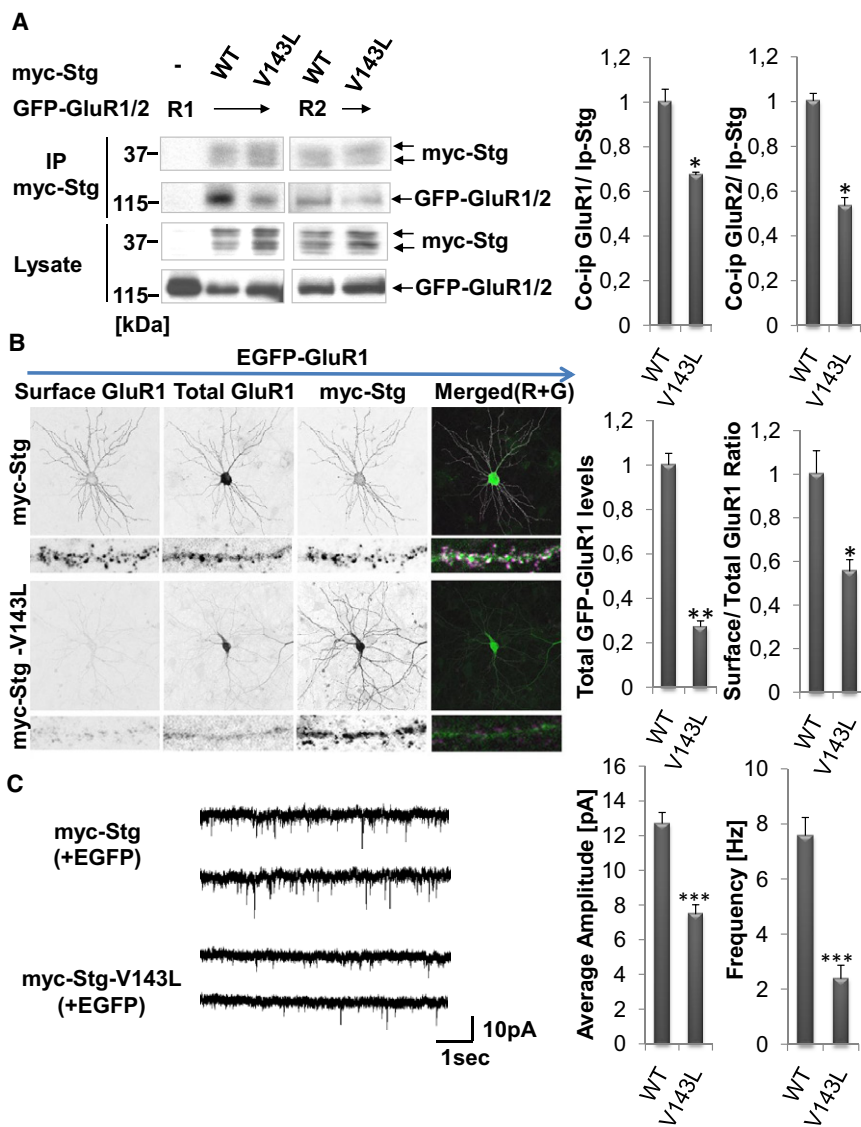 A
myc-Stg - WT V143L WT V143L
GFP-GluR1/2 R1 R2
IP
myc-Stg
37
myc-Stg
115
GFP-GluR1/2
Lysate
37
myc-Stg
115
GFP-GluR1/2
[kDa]
Co-ip GluR1/ Ip-Stg
1,2
1
0,8
0,6
0,4
0,2
0
*
WT
V143L
Co-ip GluR2/ Ip-Stg
1,2
1
0,8
0,6
0,4
0,2
0
*
WT
V143L
B
EGFP-GluR1
Surface GluR1 Total GluR1 myc-Stg Merged(R+G)
myc-Stg
myc-Stg -V143L
Total GFP-GluR1 levels
1,2
1
0,8
0,6
0,4
0,2
0
**
WT
V143L
Surface/ Total GluR1 Ratio
1,2
1
0,8
0,6
0,4
0,2
0
*
WT
V143L
C
myc-Stg
(+EGFP)
myc-Stg-V143L
(+EGFP)
10pA
1sec
Average Amplitude [pA]
16
14
12
10
8
6
4
2
0
***
WT
V143L
Frequency [Hz]
10
8
6
4
2
0
***
WT
V143L